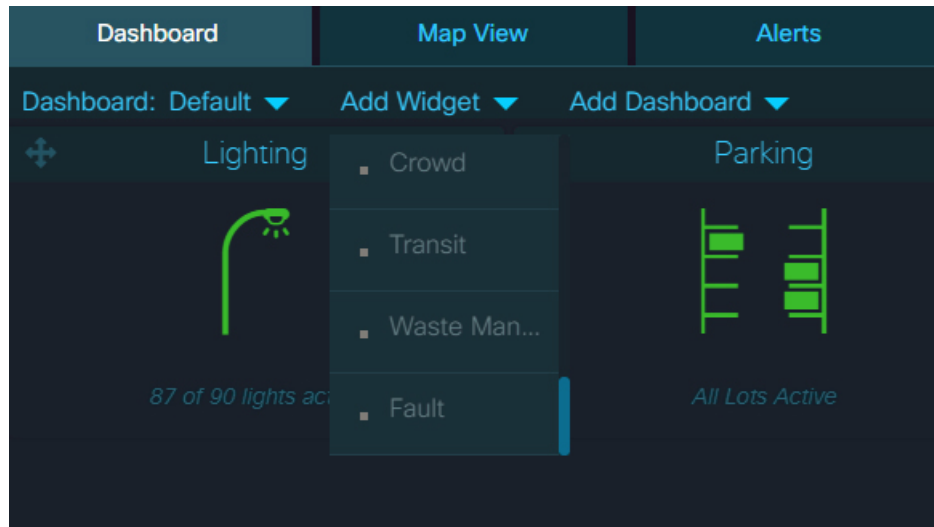 Dashboard Map View Alerts
Dashboard: Default Add Widget Add Dashboard
Lighting Parking
Crowd
Transit
Waste Man...
Fault
87 of 90 lights act
All Lots Active